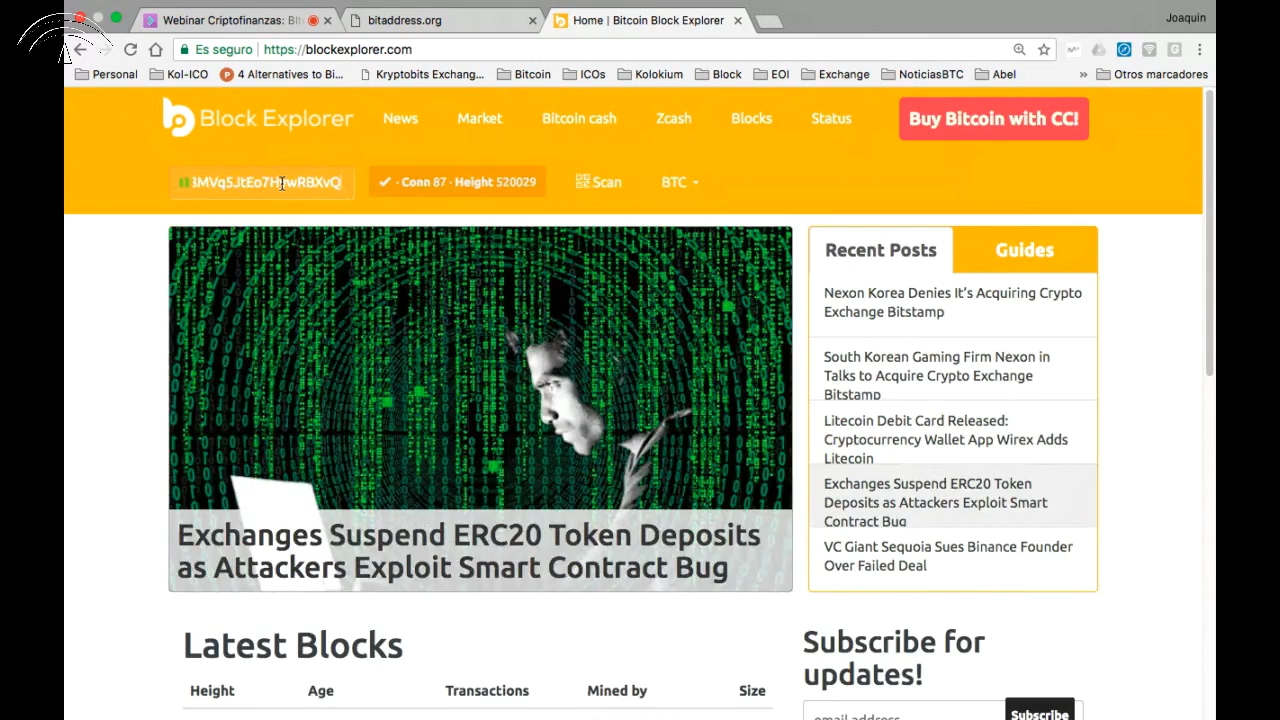 Webinar Criptofinanzas: Bit
bitaddress.org
Home | Bitcoin Block Explorer
Joaquin
Es seguro
https://blockexplorer.com
Personal
Kol-ICO
4 Alternatives to Bi...
Kryptobits Exchang...
Bitcoin
ICOs
Kolokium
Block
EOI
Exchange
NoticiasBTC
Abel
»
Otros marcadores
Block Explorer
News
Market
Bitcoin cash
Zcash
Blocks
Status
Buy Bitcoin with CC!
· Conn 87 · Height 520029
Scan
BTC
Recent Posts
Guides
Nexon Korea Denies It's Acquiring Crypto
Exchange Bitstamp
South Korean Gaming Firm Nexon in
Talks to Acquire Crypto Exchange
Bitstamp
Litecoin Debit Card Released:
Cryptocurrency Wallet App Wirex Adds
Litecoin
Exchanges Suspend ERC20 Token
Deposits as Attackers Exploit Smart
Contract Bug
VC Giant Sequoia Sues Binance Founder
Over Failed Deal
Exchanges Suspend ERC20 Token Deposits
as Attackers Exploit Smart Contract Bug
Latest Blocks
Height
Age
Transactions
Mined by
Size
Subscribe for
updates!
email address
Subscribe